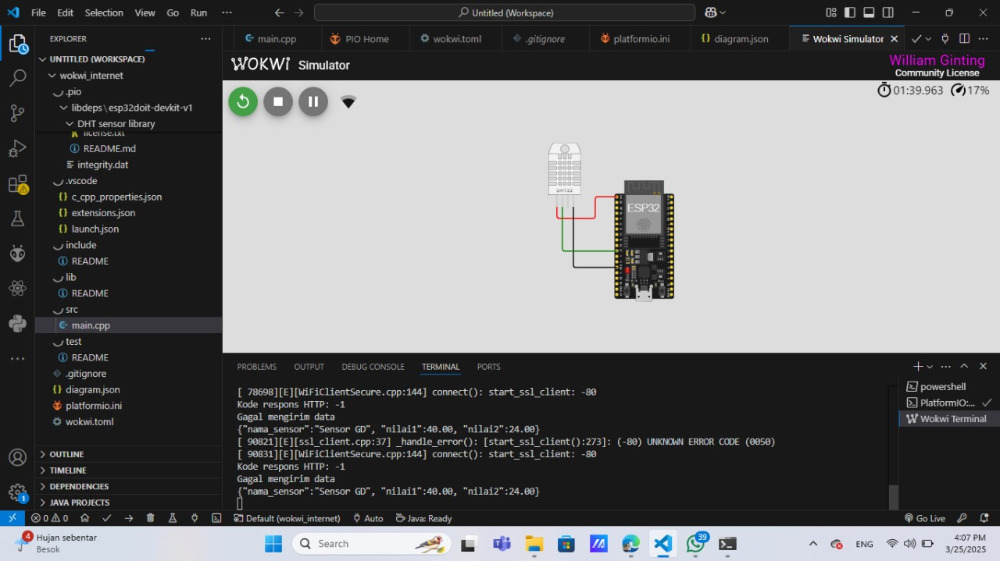 File Edit Selection View Go Run ··· Untitled (Workspace)
EXPLORER ···
main.cpp PIO Home wokwi.toml .gitignore platformio.ini diagram.json Wokwi Simulator
UNTITLED (WORKSPACE)
wokwi_internet
.pio
libdeps\esp32doit-devkit-v1
DHT sensor library
license.txt
README.md
integrity.dat
.vscode
c_cpp_properties.json
extensions.json
launch.json
include
README
lib
README
src
main.cpp
test
README
.gitignore
diagram.json
platformio.ini
wokwi.toml
OUTLINE
TIMELINE
DEPENDENCIES
JAVA PROJECTS
WOKWi Simulator
William Ginting
Community License
01:39.963 17%
DHT22
ESP32
PROBLEMS OUTPUT DEBUG CONSOLE TERMINAL PORTS
[ 78698][E][WiFiClientSecure.cpp:144] connect(): start_ssl_client: -80
Kode respons HTTP: -1
Gagal mengirim data
{"nama_sensor":"Sensor GD", "nilai1":40.00, "nilai2":24.00}
[ 90821][E][ssl_client.cpp:37] _handle_error(): [start_ssl_client():273]: (-80) UNKNOWN ERROR CODE (0050)
[ 90831][E][WiFiClientSecure.cpp:144] connect(): start_ssl_client: -80
Kode respons HTTP: -1
Gagal mengirim data
{"nama_sensor":"Sensor GD", "nilai1":40.00, "nilai2":24.00}
powershell
PlatformIO:...
Wokwi Terminal
1
0 0 Default (wokwi_internet) Auto Java: Ready Go Live
4 Hujan sebentar
Besok
Search
39
ENG
4:07 PM
3/25/2025